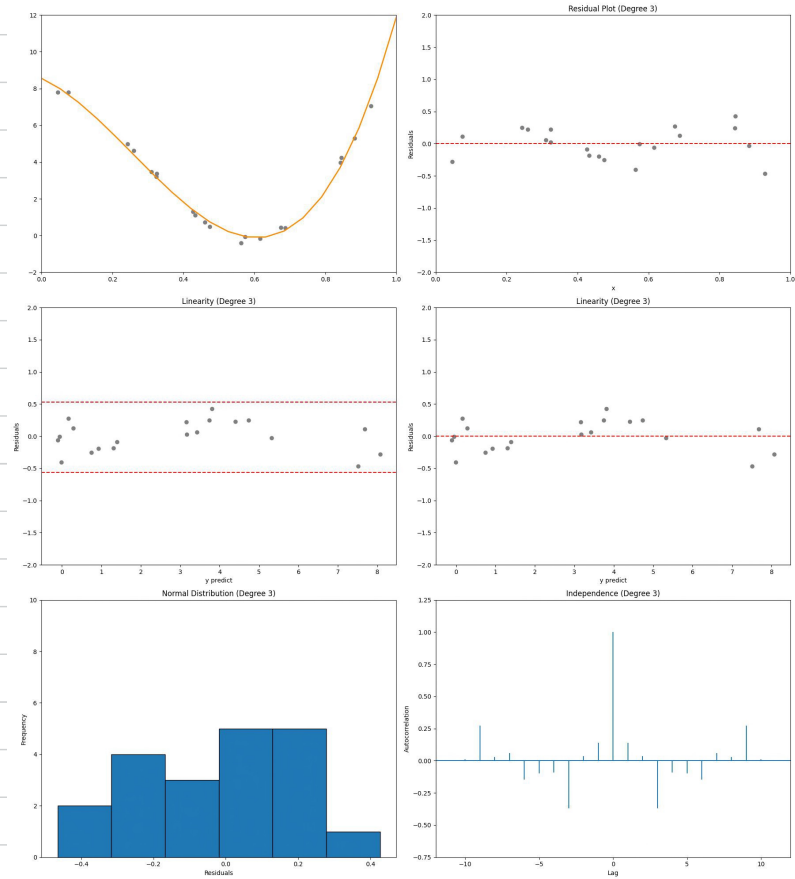 12
10
8
6
4
2
0
−2
0.0 0.2 0.4 0.6 0.8 1.0
Residual Plot (Degree 3)
2.0
1.5
1.0
0.5
0.0
−0.5
−1.0
−1.5
−2.0
Residuals
0.0 0.2 0.4 0.6 0.8 1.0
x
Linearity (Degree 3)
2.0
1.5
1.0
0.5
0.0
−0.5
−1.0
−1.5
−2.0
Residuals
0 1 2 3 4 5 6 7 8
y predict
Linearity (Degree 3)
2.0
1.5
1.0
0.5
0.0
−0.5
−1.0
−1.5
−2.0
Residuals
0 1 2 3 4 5 6 7 8
y predict
Normal Distribution (Degree 3)
10
8
6
4
2
0
Frequency
−0.4 −0.2 0.0 0.2 0.4
Residuals
Independence (Degree 3)
1.25
1.00
0.75
0.50
0.25
0.00
−0.25
−0.50
−0.75
Autocorrelation
−10 −5 0 5 10
Lag